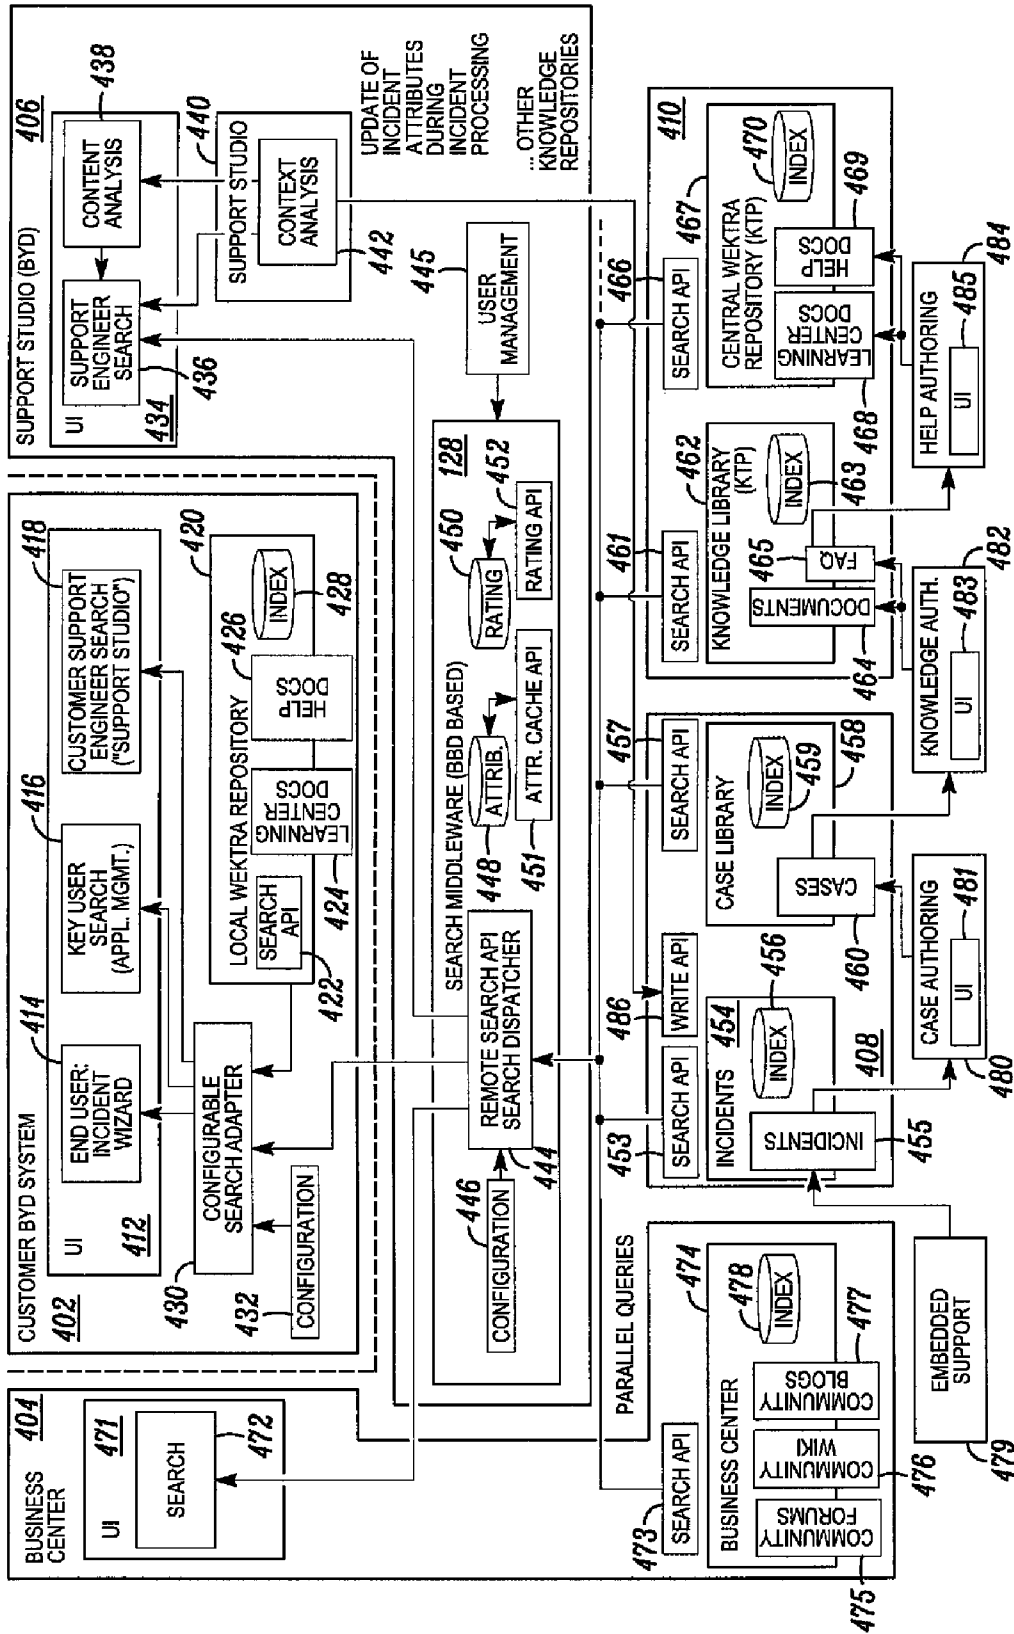 BUSINESS
CENTER
404
UI
471
SEARCH
472
CUSTOMER BYD SYSTEM
402
UI
412
END USER:
INCIDENT
WIZARD
414
KEY USER
SEARCH
(APPL. MGMT.)
416
CUSTOMER SUPPORT
ENGINEER SEARCH
("SUPPORT STUDIO")
418
430
CONFIGURABLE
SEARCH ADAPTER
432
CONFIGURATION
LOCAL WEKTRA REPOSITORY
420
SEARCH
API
422
LEARNING
CENTER
DOCS
424
HELP
DOCS
426
INDEX
428
SUPPORT STUDIO (BYD)
406
UI
434
SUPPORT
ENGINEER
SEARCH
436
CONTENT
ANALYSIS
438
SUPPORT STUDIO
440
CONTEXT
ANALYSIS
442
UPDATE OF
INCIDENT
ATTRIBUTES
DURING
INCIDENT
PROCESSING
...OTHER
KNOWLEDGE
REPOSITORIES
USER
MANAGEMENT
445
SEARCH MIDDLEWARE (BBD BASED)
128
CONFIGURATION
446
REMOTE SEARCH API
SEARCH DISPATCHER
444
ATTRIB.
448
ATTR. CACHE API
451
RATING
450
RATING API
452
PARALLEL QUERIES
473
SEARCH API
BUSINESS CENTER
474
INDEX
478
COMMUNITY
FORUMS
475
COMMUNITY
WIKI
476
COMMUNITY
BLOGS
477
453
SEARCH API
486
WRITE API
INCIDENTS
454
INDEX
456
408
INCIDENTS
455
SEARCH API
457
CASE LIBRARY
458
INDEX
459
CASES
460
SEARCH API
461
KNOWLEDGE LIBRARY
(KTP)
462
INDEX
463
DOCUMENTS
464
FAQ
465
410
SEARCH API
466
CENTRAL WEKTRA
REPOSITORY (KTP)
467
INDEX
470
LEARNING
CENTER
DOCS
468
HELP
DOCS
469
EMBEDDED
SUPPORT
479
CASE AUTHORING
480
UI
481
KNOWLEDGE AUTH.
482
UI
483
HELP AUTHORING
484
UI
485